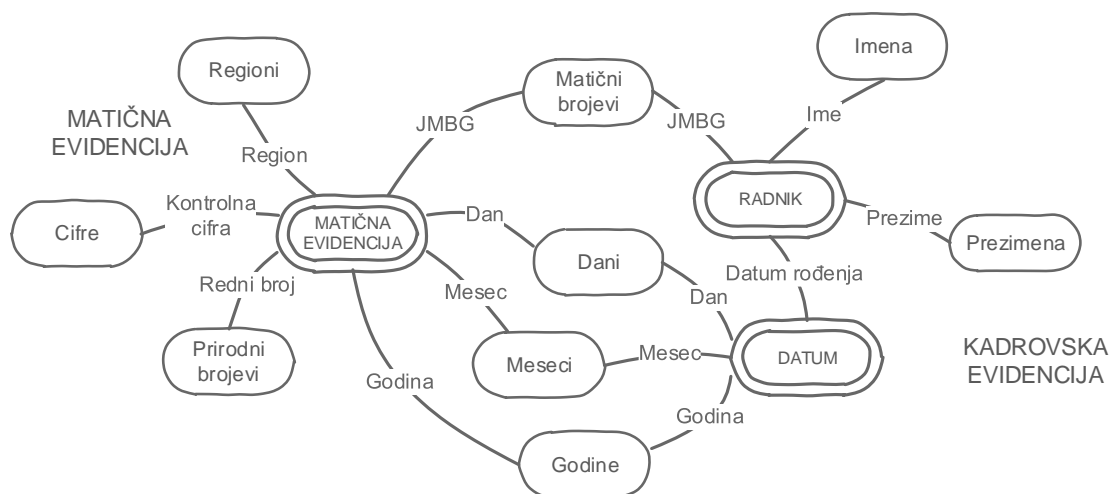 Imena
Regioni
Matični
brojevi
MATIČNA
EVIDENCIJA
JMBG
JMBG
Ime
Region
Kontrolna
cifra
Cifre
MATIČNA
EVIDENCIJA
RADNIK
Dan
Prezime
Prezimena
Dani
Datum rođenja
Redni broj
Mesec
Dan
Prirodni
brojevi
Meseci
Mesec
DATUM
KADROVSKA
EVIDENCIJA
Godina
Godina
Godine